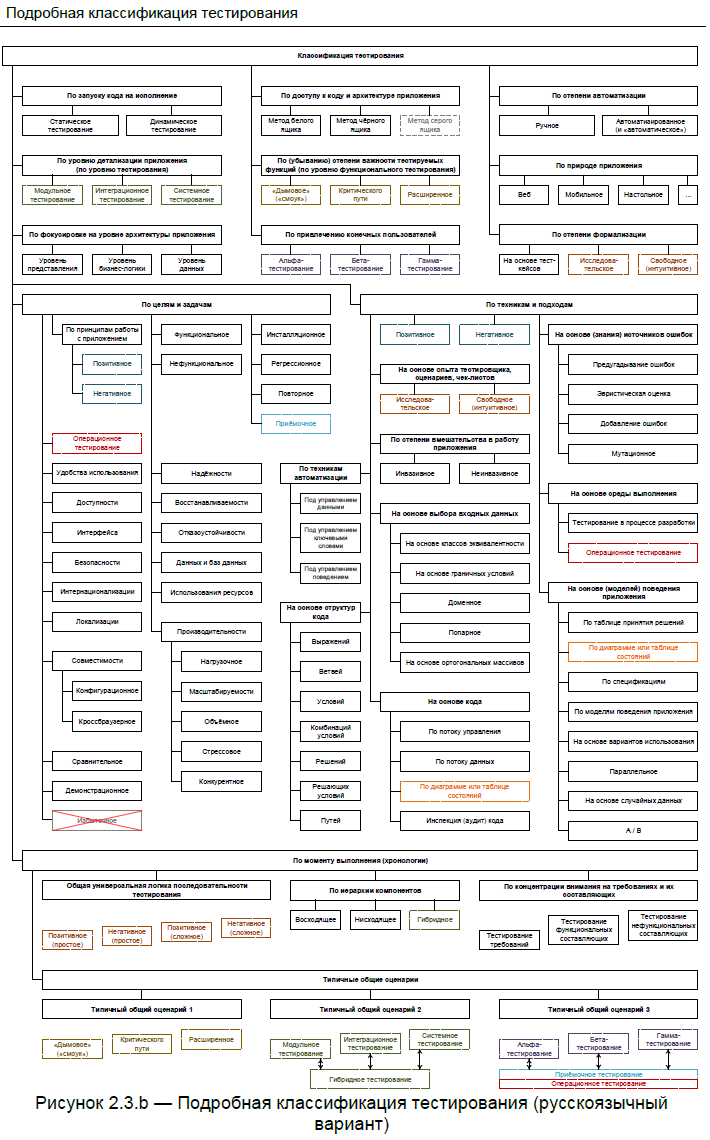 Подробная классификация тестирования
Классификация тестирования
По запуску кода на исполнение
Статическое
тестирование
Динамическое
тестирование
По доступу к коду и архитектуре приложения
Метод белого
ящика
Метод чёрного
ящика
Метод серого
ящика
По степени автоматизации
Ручное
Автоматизированное
(и «автоматическое»)
По уровню детализации приложения
(по уровню тестирования)
Модульное
тестирование
Интеграционное
тестирование
Системное
тестирование
По (убыванию) степени важности тестируемых
функций (по уровню функционального тестирования)
«Дымовое»
(«смоук»)
Критического
пути
Расширенное
По природе приложения
Веб
Мобильное
Настольное
...
По фокусировке на уровне архитектуры приложения
Уровень
представления
Уровень
бизнес-логики
Уровень
данных
По привлечению конечных пользователей
Альфа-
тестирование
Бета-
тестирование
Гамма-
тестирование
По степени формализации
На основе тест-
кейсов
Исследова-
тельское
Свободное
(интуитивное)
По целям и задачам
По принципам работы
с приложением
Позитивное
Негативное
Функциональное
Нефункциональное
Инсталляционное
Регрессионное
Повторное
Приёмочное
Операционное
тестирование
Удобства использования
Доступности
Интерфейса
Безопасности
Интернационализации
Локализации
Совместимости
Конфигурационное
Кроссбраузерное
Сравнительное
Демонстрационное
Избыточное
Надёжности
Восстанавливаемости
Отказоустойчивости
Данных и баз данных
Использования ресурсов
Производительности
Нагрузочное
Масштабируемости
Объёмное
Стрессовое
Конкурентное
По техникам и подходам
Позитивное
Негативное
На основе опыта тестировщика,
сценариев, чек-листов
Исследова-
тельское
Свободное
(интуитивное)
По степени вмешательства в работу
приложения
Инвазивное
Неинвазивное
По техникам
автоматизации
Под управлением
данными
Под управлением
ключевыми
словами
Под управлением
поведением
На основе выбора входных данных
На основе классов эквивалентности
На основе граничных условий
Доменное
Попарное
На основе ортогональных массивов
На основе структур
кода
Выражений
Ветвей
Условий
Комбинаций
условий
Решений
Решающих
условий
Путей
На основе кода
По потоку управления
По потоку данных
По диаграмме или таблице
состояний
Инспекция (аудит) кода
На основе (знания) источников ошибок
Предугадывание ошибок
Эвристическая оценка
Добавление ошибок
Мутационное
На основе среды выполнения
Тестирование в процессе разработки
Операционное тестирование
На основе (моделей) поведения
приложения
По таблице принятия решений
По диаграмме или таблице
состояний
По спецификациям
По моделям поведения приложения
На основе вариантов использования
Параллельное
На основе случайных данных
A / B
По моменту выполнения (хронологии)
Общая универсальная логика последовательности
тестирования
Позитивное
(простое)
Негативное
(простое)
Позитивное
(сложное)
Негативное
(сложное)
По иерархии компонентов
Восходящее
Нисходящее
Гибридное
По концентрации внимания на требованиях и их
составляющих
Тестирование
требований
Тестирование
функциональных
составляющих
Тестирование
нефункциональных
составляющих
Типичные общие сценарии
Типичный общий сценарий 1
«Дымовое»
«смоук»
Критического
пути
Расширенное
Типичный общий сценарий 2
Модульное
тестирование
Интеграционное
тестирование
Системное
тестирование
Гибридное тестирование
Типичный общий сценарий 3
Альфа-
тестирование
Бета-
тестирование
Гамма-
тестирование
Приёмочное тестирование
Операционное тестирование
Рисунок 2.3.b — Подробная классификация тестирования (русскоязычный
вариант)